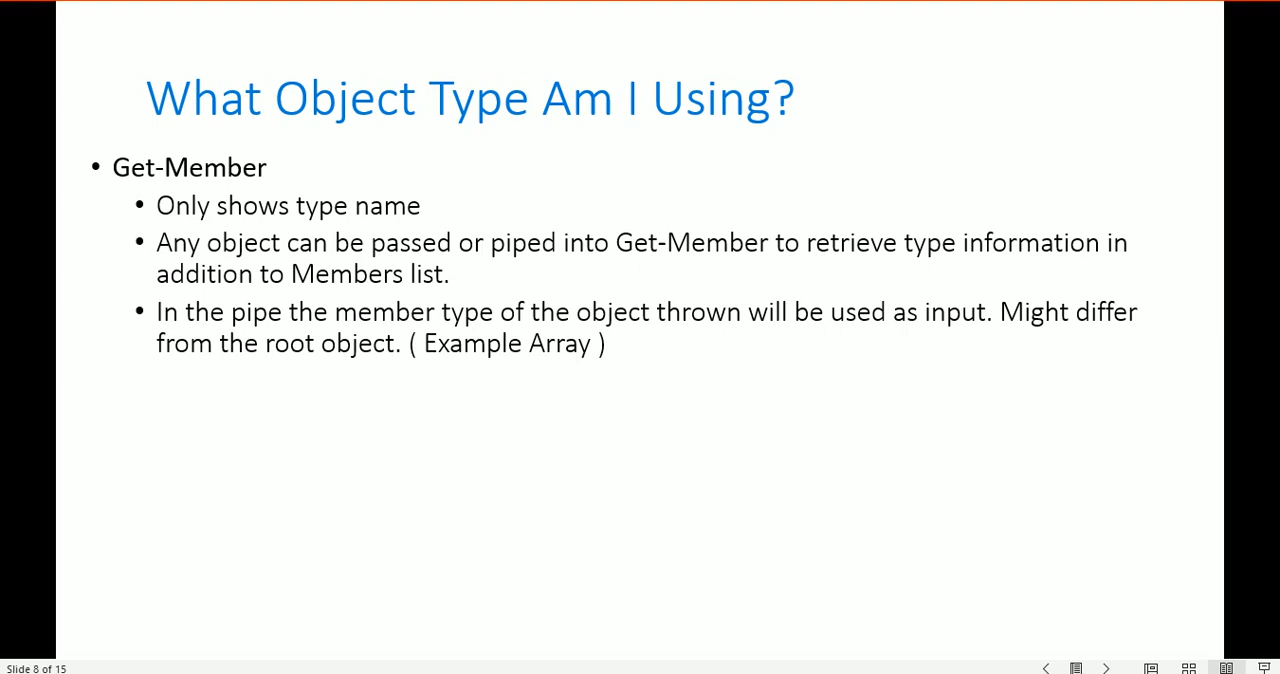 What Object Type Am I Using?
• Get-Member
• Only shows type name
• Any object can be passed or piped into Get-Member to retrieve type information in
addition to Members list.
• In the pipe the member type of the object thrown will be used as input. Might differ
from the root object. ( Example Array )
Slide 8 of 15